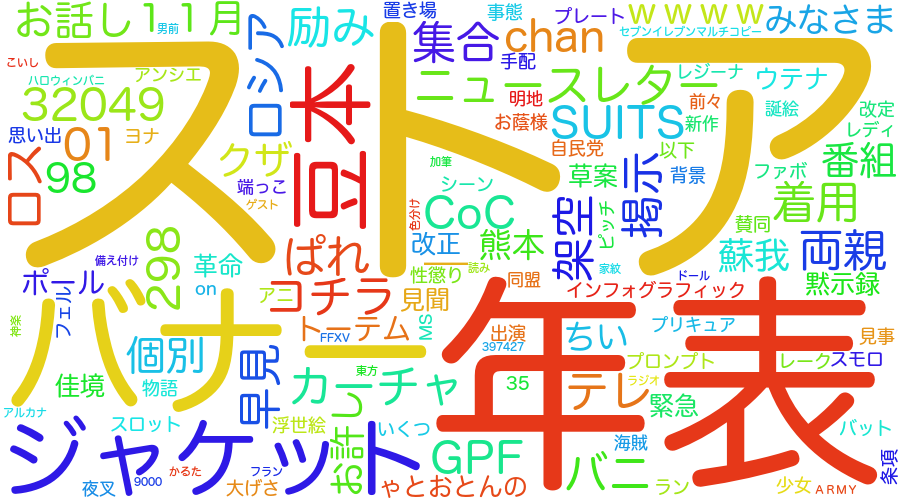 お話し
11月
男前
ロシア
励み
置き場
事態
プレート
wwww
みなさま
セブンイレブンマルチコピー
集合
chan
手配
こいし
ハロウィンバニ
アンシエ
ストア
32049
ニュースレター
レジーナ
ウテナ
明地
前々
誕絵
改定
思い出
01
ヨナ
豆本
お蔭様
SUITS
新作
レディ
自民党
以下
番組
ロス
98
クザ
端っこ
加筆
草案
掲示
背景
ファボ
ゲスト
シーン
着用
色分け
CoC
架空
ピッチ
賛同
298
ぱれ
改正
熊本
蘇我
両親
備え付け
革命
性懲り
読み
家紋
ドール
ポール
on
コチラ
同盟
黙示録
アニ
見聞
インフォグラフィック
バナー
フェル
神楽
トーテム
MS
年表
FFXV
出演
ちい
プリキュア
見事
397427
個別
早見
東方
プロンプト
レーク
スモロ
佳境
物語
カーチャ
35
テレ
ラジオ
アルカナ
緊急
スロット
浮世絵
お許し
いくつ
海賊
バット
ジャケット
GPF
バニ
かるた
フラン
条項
夜叉
9000
大げさ
ゃとおとんの
ラン
少女
ARMY